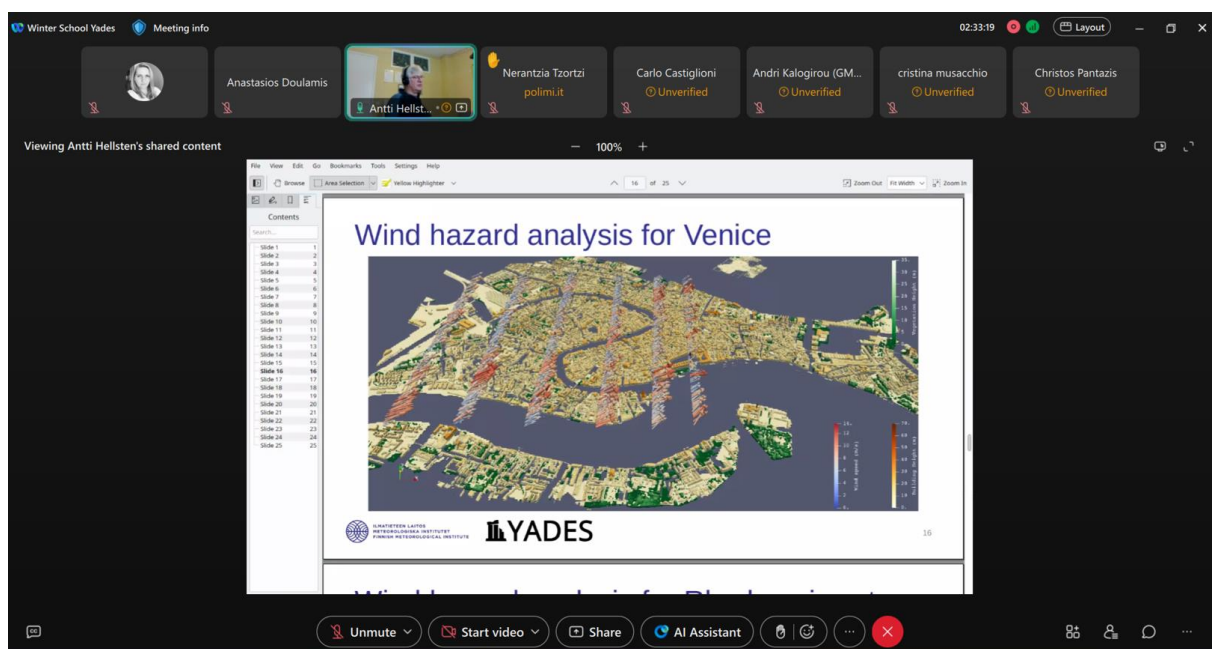 Winter School Yades
Meeting info
02:33:19
Layout
Anastasios Doulamis
Antti Hellst...
Nerantzia Tzortzi
polimi.it
Carlo Castiglioni
Unverified
Andri Kalogirou (GM...
Unverified
cristina musacchio
Unverified
Christos Pantazis
Unverified
Viewing Antti Hellsten's shared content
100%
File View Edit Go Bookmarks Tools Settings Help
Browse Area Selection Yellow Highlighter 16 of 25 Zoom Out Fit Width Zoom In
Contents
Search...
Slide 1 1
Slide 2 2
Slide 3 3
Slide 4 4
Slide 5 5
Slide 6 6
Slide 7 7
Slide 8 8
Slide 9 9
Slide 10 10
Slide 11 11
Slide 12 12
Slide 13 13
Slide 14 14
Slide 15 15
Slide 16 16
Slide 17 17
Slide 18 18
Slide 19 19
Slide 20 20
Slide 21 21
Slide 22 22
Slide 23 23
Slide 24 24
Slide 25 25
Wind hazard analysis for Venice
Vegetation Height (m)
Wind speed (m/s)
Building Height (m)
ILMATIETEEN LAITOS
METEOROLOGISKA INSTITUTET
FINNISH METEOROLOGICAL INSTITUTE
YADES
16
Unmute
Start video
Share
AI Assistant